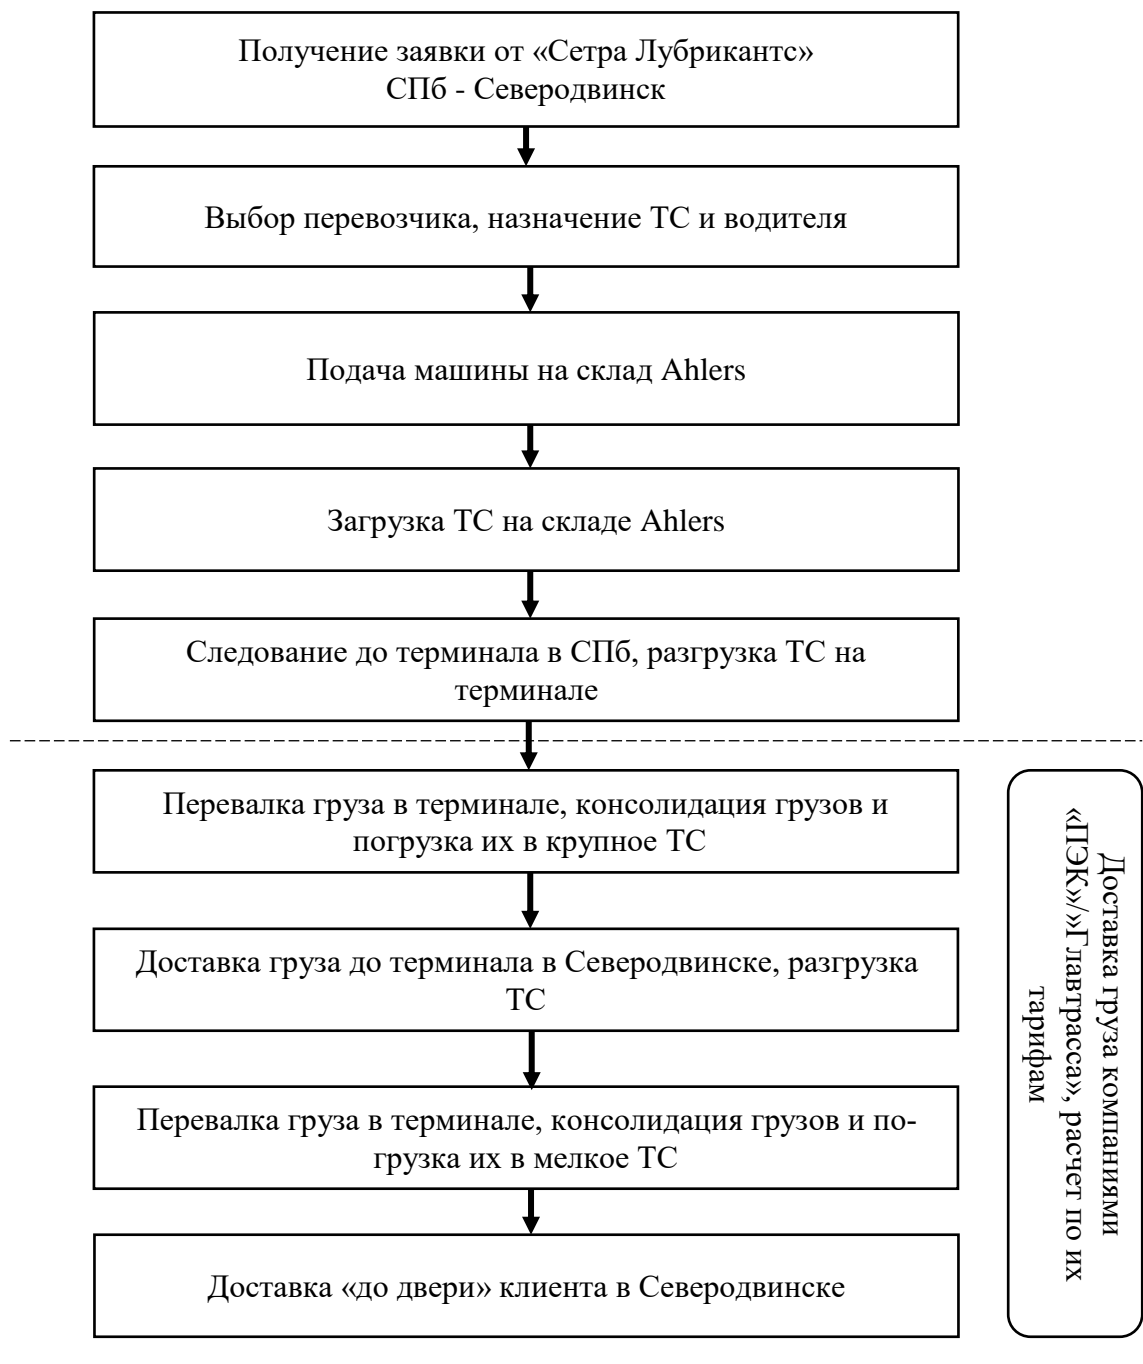 Получение заявки от «Сетра Лубрикантс»
СПб - Северодвинск
Выбор перевозчика, назначение ТС и водителя
Подача машины на склад Ahlers
Загрузка ТС на складе Ahlers
Следование до терминала в СПб, разгрузка ТС на
терминале
Перевалка груза в терминале, консолидация грузов и
погрузка их в крупное ТС
Доставка груза до терминала в Северодвинске, разгрузка
ТС
Перевалка груза в терминале, консолидация грузов и по-
грузка их в мелкое ТС
Доставка «до двери» клиента в Северодвинске
Доставка груза компаниями
«ПЭК»/»Главтрасса», расчет по их
тарифам